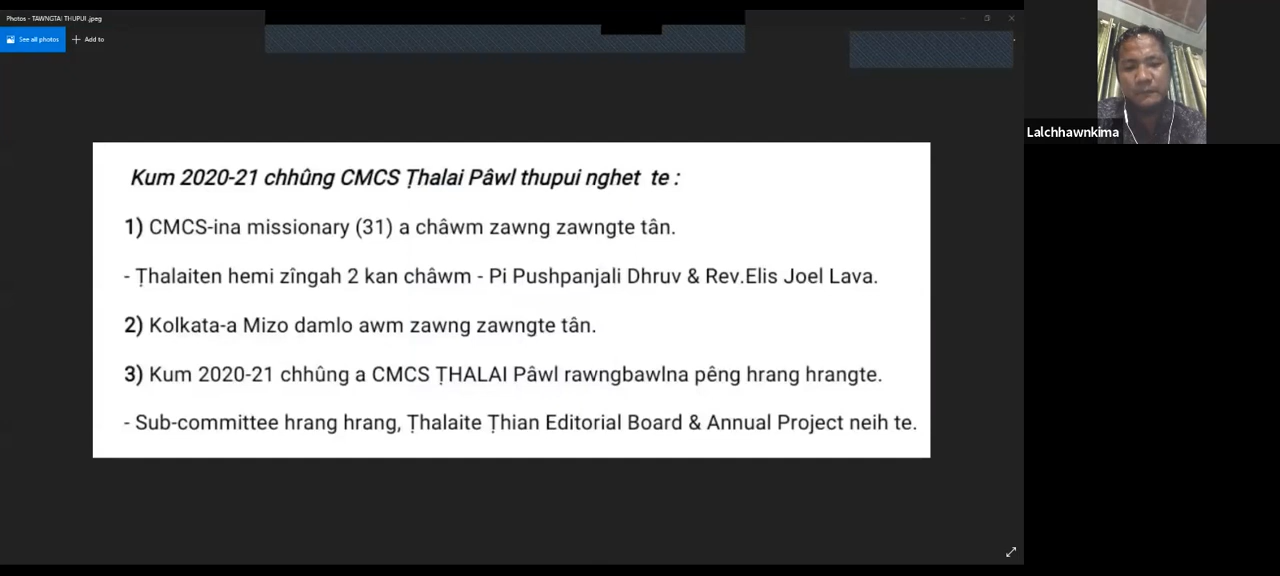 Photos - TAWNGTAI THUPUI .jpeg
See all photos
Add to
Lalchhawnkima
Kum 2020-21 chhûng CMCS Ṭhalai Pâwl thupui nghet te :
1) CMCS-ina missionary (31) a châwm zawng zawngte tân.
- Ṭhalaiten hemi zîngah 2 kan châwm - Pi Pushpanjali Dhruv & Rev.Elis Joel Lava.
2) Kolkata-a Mizo damlo awm zawng zawngte tân.
3) Kum 2020-21 chhûng a CMCS ṬHALAI Pâwl rawngbawlna pêng hrang hrangte.
- Sub-committee hrang hrang, Ṭhalaite Ṭhian Editorial Board & Annual Project neih te.